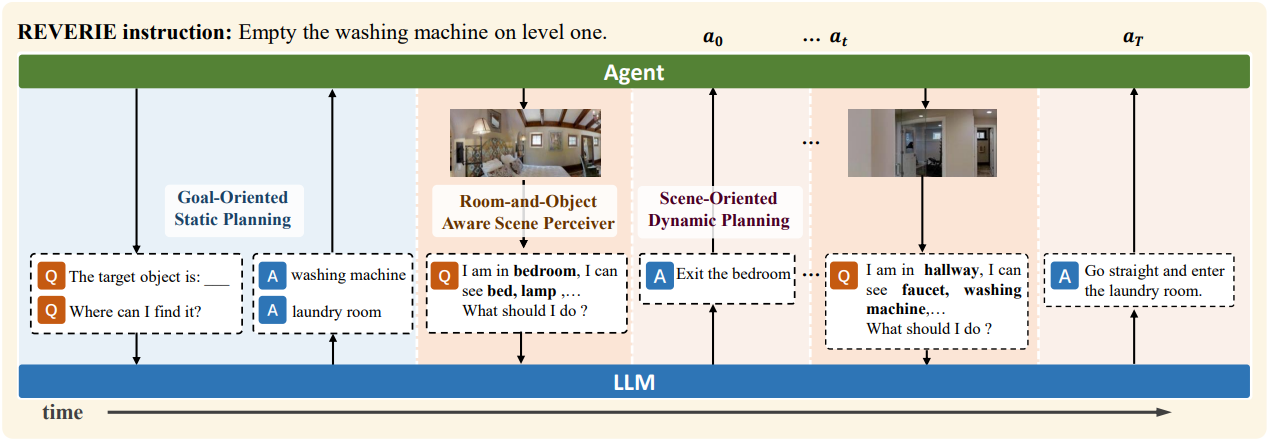 REVERIE instruction: Empty the washing machine on level one.
a0
... at
aT
Agent
Goal-Oriented
Static Planning
Room-and-Object
Aware Scene Perceiver
Scene-Oriented
Dynamic Planning
...
Q The target object is: ___
Q Where can I find it?
A washing machine
A laundry room
Q I am in bedroom, I can
see bed, lamp ,…
What should I do ?
A Exit the bedroom
...
Q I am in hallway, I can
see faucet, washing
machine,…
What should I do ?
A Go straight and enter
the laundry room.
LLM
time